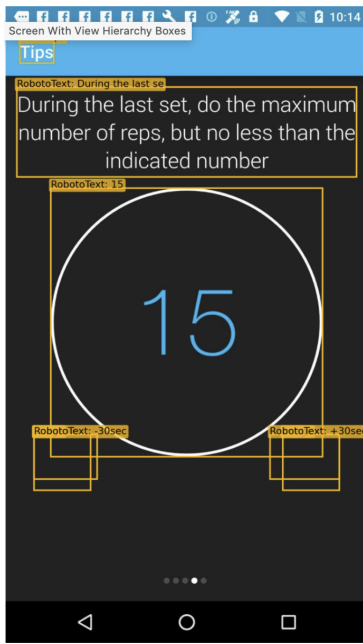 10:14
Screen With View Hierarchy Boxes
Tips
RobotoText: During the last se
During the last set, do the maximum
number of reps, but no less than the
indicated number
RobotoText: 15
15
RobotoText: -30sec
RobotoText: +30sec